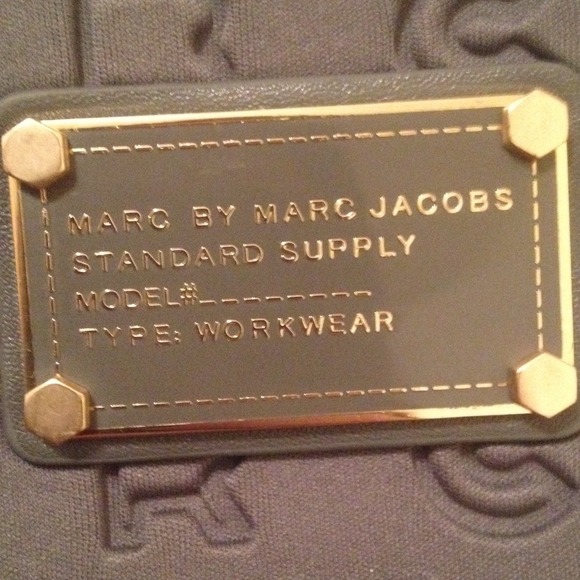 MARC BY MARC JACOBS
STANDARD SUPPLY
MODEL#_________
TYPE: WORKWEAR